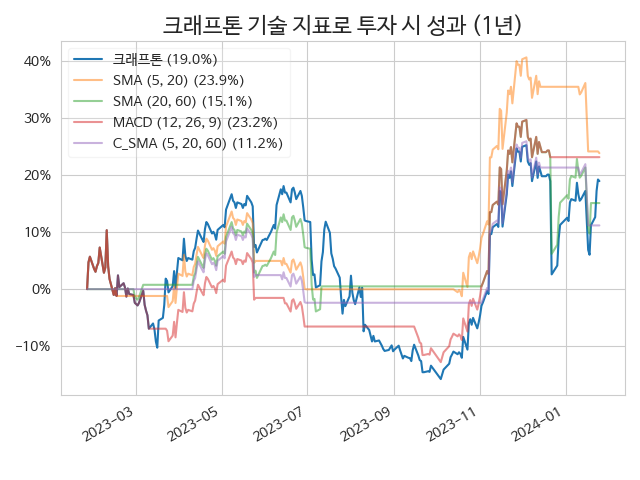 크래프톤 기술 지표로 투자 시 성과 (1년)
크래프톤 (19.0%)
SMA (5, 20) (23.9%)
SMA (20, 60) (15.1%)
MACD (12, 26, 9) (23.2%)
C_SMA (5, 20, 60) (11.2%)
40%
30%
20%
10%
0%
−10%
2023-03
2023-05
2023-07
2023-09
2023-11
2024-01